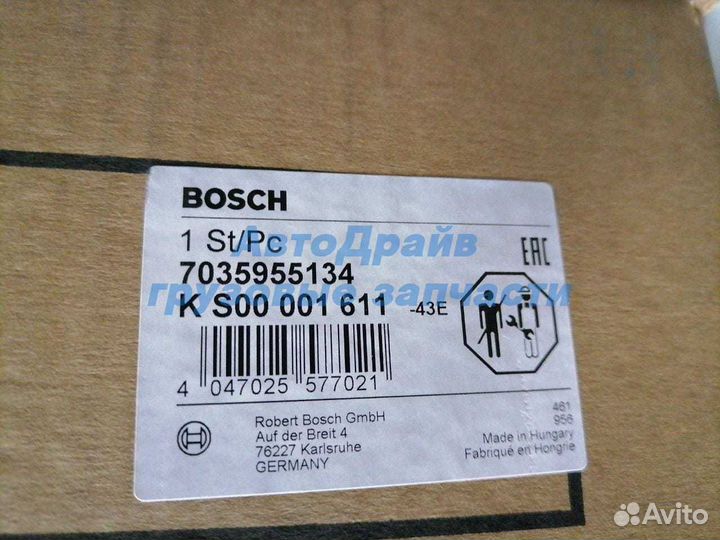 BOSCH
1 St/Pc
АвтоДрайв
7035955134
грузовые запчасти
K S00 001 611 -43E
EAC
4 047025 577021
Robert Bosch GmbH
Auf der Breit 4
76227 Karlsruhe
GERMANY
461
956
Made in Hungary
Fabriqué en Hongrie
Avito